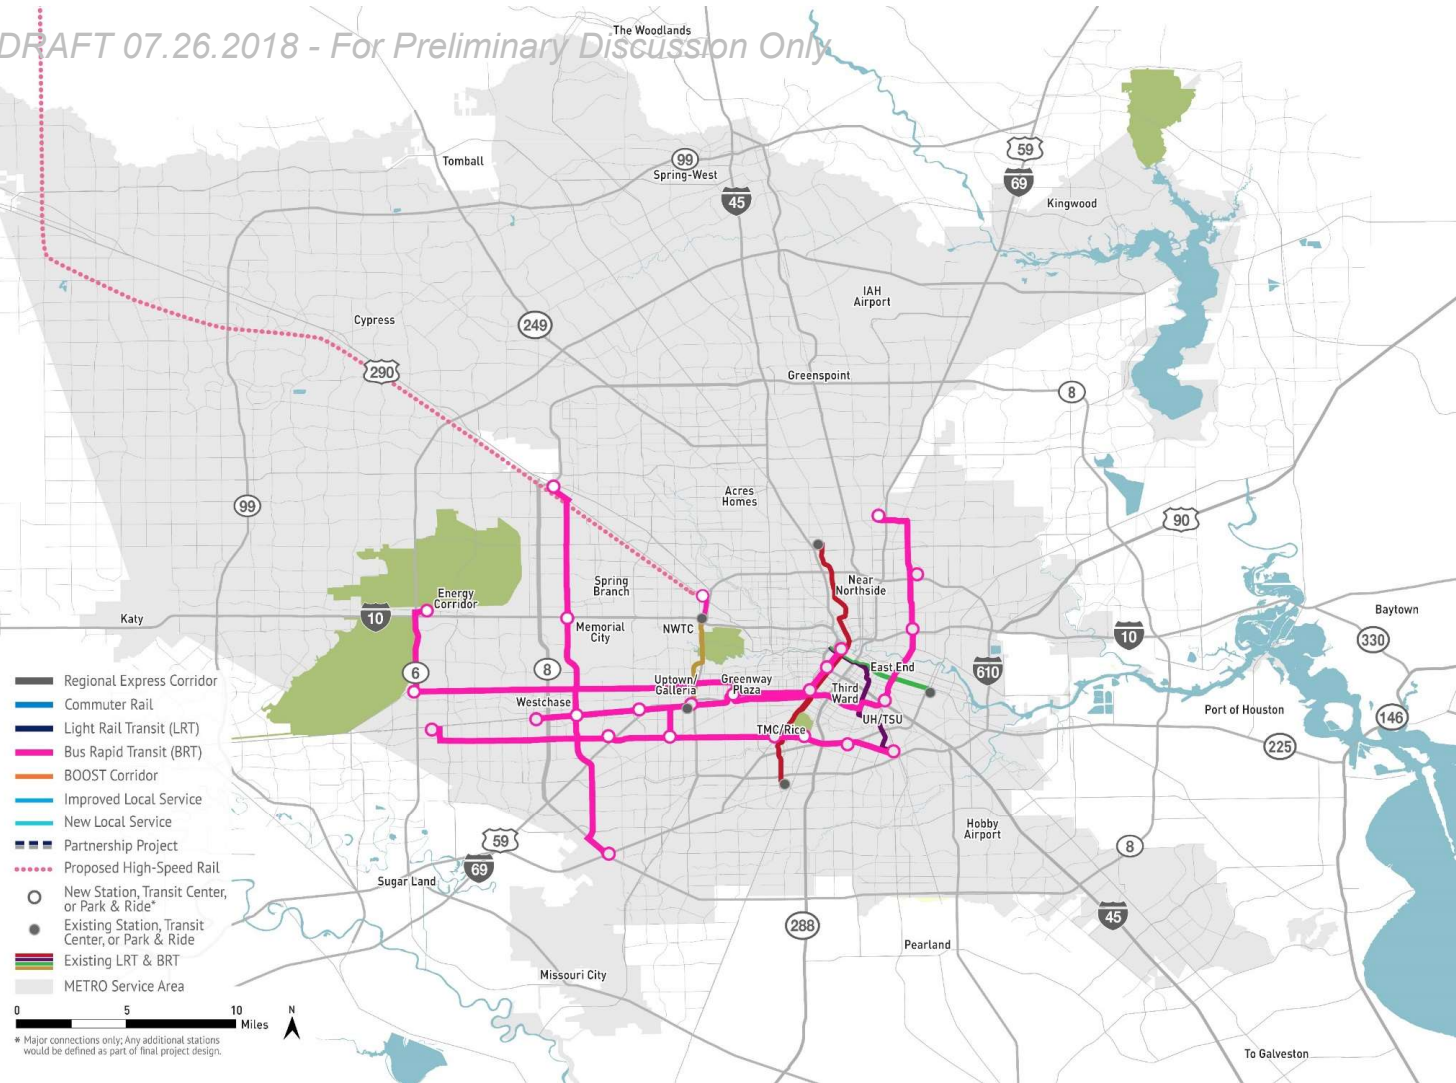 DRAFT 07.26.2018 - For Preliminary Discussion Only
The Woodlands
59
Tomball
99
Spring-West
69
45
Kingwood
IAH
Airport
Cypress
249
290
Greenspoint
8
Acres
Homes
99
90
Near
Northside
Spring
Branch
Energy
Corridor
Baytown
10
Katy
Memorial
City
NWTC
10
330
East End
610
6
8
Uptown/
Galleria
Greenway
Plaza
Third
Ward
Westchase
Port of Houston
146
UH/TSU
TMC/Rice
225
Hobby
Airport
59
8
69
Sugar Land
45
288
Pearland
Missouri City
To Galveston
Regional Express Corridor
Commuter Rail
Light Rail Transit (LRT)
Bus Rapid Transit (BRT)
BOOST Corridor
Improved Local Service
New Local Service
Partnership Project
Proposed High-Speed Rail
New Station, Transit Center,
or Park & Ride*
Existing Station, Transit
Center, or Park & Ride
Existing LRT & BRT
METRO Service Area
0 5 10
Miles
N
* Major connections only; Any additional stations
would be defined as part of final project design.